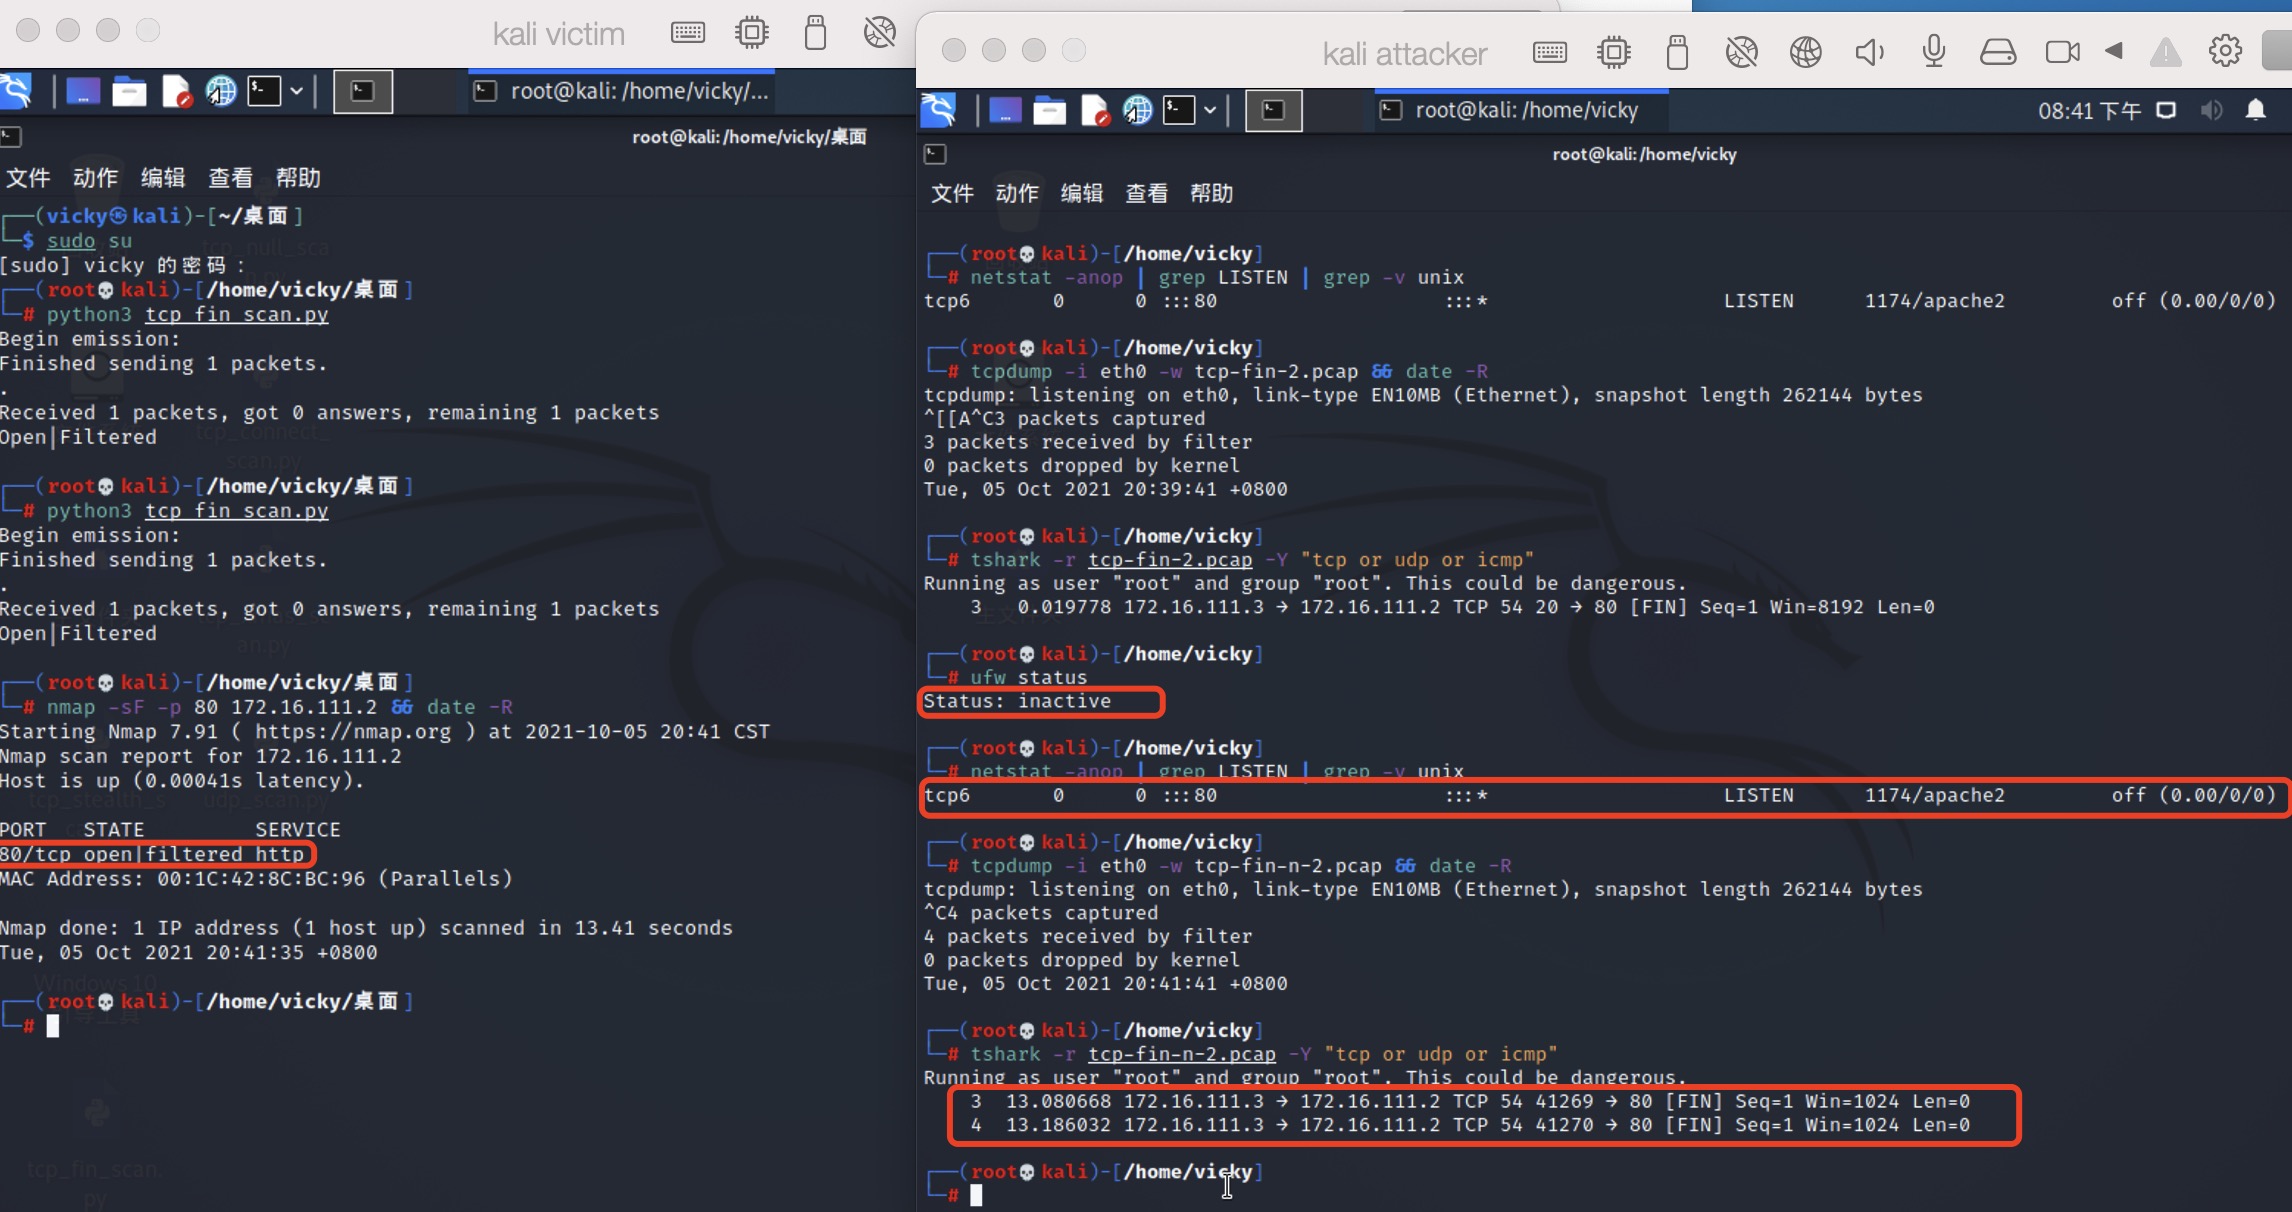 kali victim
root@kali: /home/vicky/...
root@kali: /home/vicky/桌面
文件 动作 编辑 查看 帮助
┌──(vicky㉿kali)-[~/桌面]
└─$ sudo su
[sudo] vicky 的密码：
┌──(root💀kali)-[/home/vicky/桌面]
└─# python3 tcp_fin_scan.py
Begin emission:
Finished sending 1 packets.
.
Received 1 packets, got 0 answers, remaining 1 packets
Open|Filtered
┌──(root💀kali)-[/home/vicky/桌面]
└─# python3 tcp_fin_scan.py
Begin emission:
Finished sending 1 packets.
.
Received 1 packets, got 0 answers, remaining 1 packets
Open|Filtered
┌──(root💀kali)-[/home/vicky/桌面]
└─# nmap -sF -p 80 172.16.111.2 && date -R
Starting Nmap 7.91 ( https://nmap.org ) at 2021-10-05 20:41 CST
Nmap scan report for 172.16.111.2
Host is up (0.00041s latency).
PORT STATE SERVICE
80/tcp open|filtered http
MAC Address: 00:1C:42:8C:BC:96 (Parallels)
Nmap done: 1 IP address (1 host up) scanned in 13.41 seconds
Tue, 05 Oct 2021 20:41:35 +0800
┌──(root💀kali)-[/home/vicky/桌面]
└─#
kali attacker
root@kali: /home/vicky
08:41 下午
root@kali: /home/vicky
文件 动作 编辑 查看 帮助
┌──(root💀kali)-[/home/vicky]
└─# netstat -anop | grep LISTEN | grep -v unix
tcp6 0 0 :::80 :::* LISTEN 1174/apache2 off (0.00/0/0)
┌──(root💀kali)-[/home/vicky]
└─# tcpdump -i eth0 -w tcp-fin-2.pcap && date -R
tcpdump: listening on eth0, link-type EN10MB (Ethernet), snapshot length 262144 bytes
^[[A^C3 packets captured
3 packets received by filter
0 packets dropped by kernel
Tue, 05 Oct 2021 20:39:41 +0800
┌──(root💀kali)-[/home/vicky]
└─# tshark -r tcp-fin-2.pcap -Y "tcp or udp or icmp"
Running as user "root" and group "root". This could be dangerous.
3 0.019778 172.16.111.3 → 172.16.111.2 TCP 54 20 → 80 [FIN] Seq=1 Win=8192 Len=0
┌──(root💀kali)-[/home/vicky]
└─# ufw status
Status: inactive
┌──(root💀kali)-[/home/vicky]
└─# netstat -anop | grep LISTEN | grep -v unix
tcp6 0 0 :::80 :::* LISTEN 1174/apache2 off (0.00/0/0)
┌──(root💀kali)-[/home/vicky]
└─# tcpdump -i eth0 -w tcp-fin-n-2.pcap && date -R
tcpdump: listening on eth0, link-type EN10MB (Ethernet), snapshot length 262144 bytes
^C4 packets captured
4 packets received by filter
0 packets dropped by kernel
Tue, 05 Oct 2021 20:41:41 +0800
┌──(root💀kali)-[/home/vicky]
└─# tshark -r tcp-fin-n-2.pcap -Y "tcp or udp or icmp"
Running as user "root" and group "root". This could be dangerous.
3 13.080668 172.16.111.3 → 172.16.111.2 TCP 54 41269 → 80 [FIN] Seq=1 Win=1024 Len=0
4 13.186032 172.16.111.3 → 172.16.111.2 TCP 54 41270 → 80 [FIN] Seq=1 Win=1024 Len=0
┌──(root💀kali)-[/home/vicky]
└─#